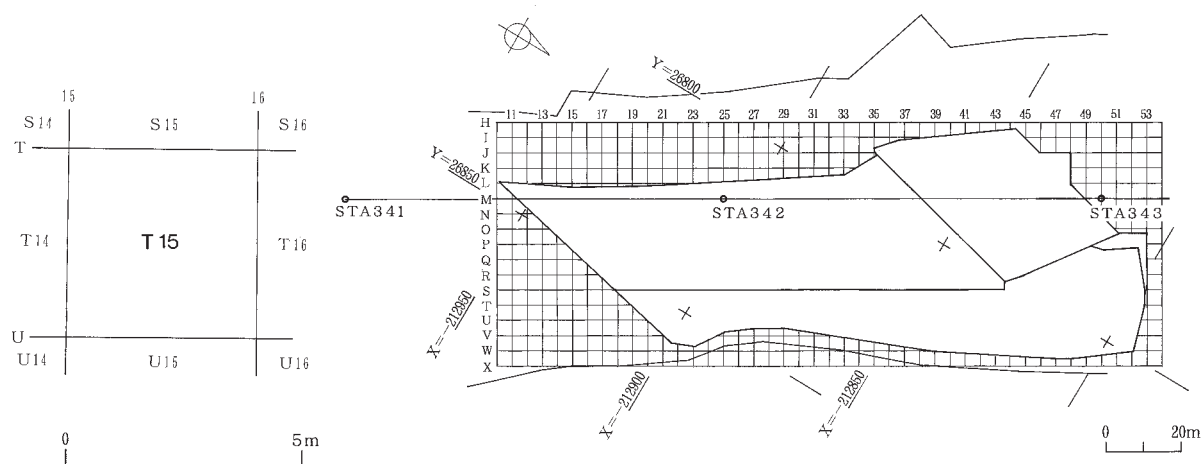 15 16
S14 S15 S16
T
T14 T15 T16
U
U14 U15 U16
0 5m
Y=26800
Y=26850
11 13 15 17 19 21 23 25 27 29 31 33 35 37 39 41 43 45 47 49 51 53
H
I
J
K
L
M
N
O
P
Q
R
S
T
U
V
W
X
STA341 STA342 STA343
X=-212950
X=-212900
X=-212850
0 20m